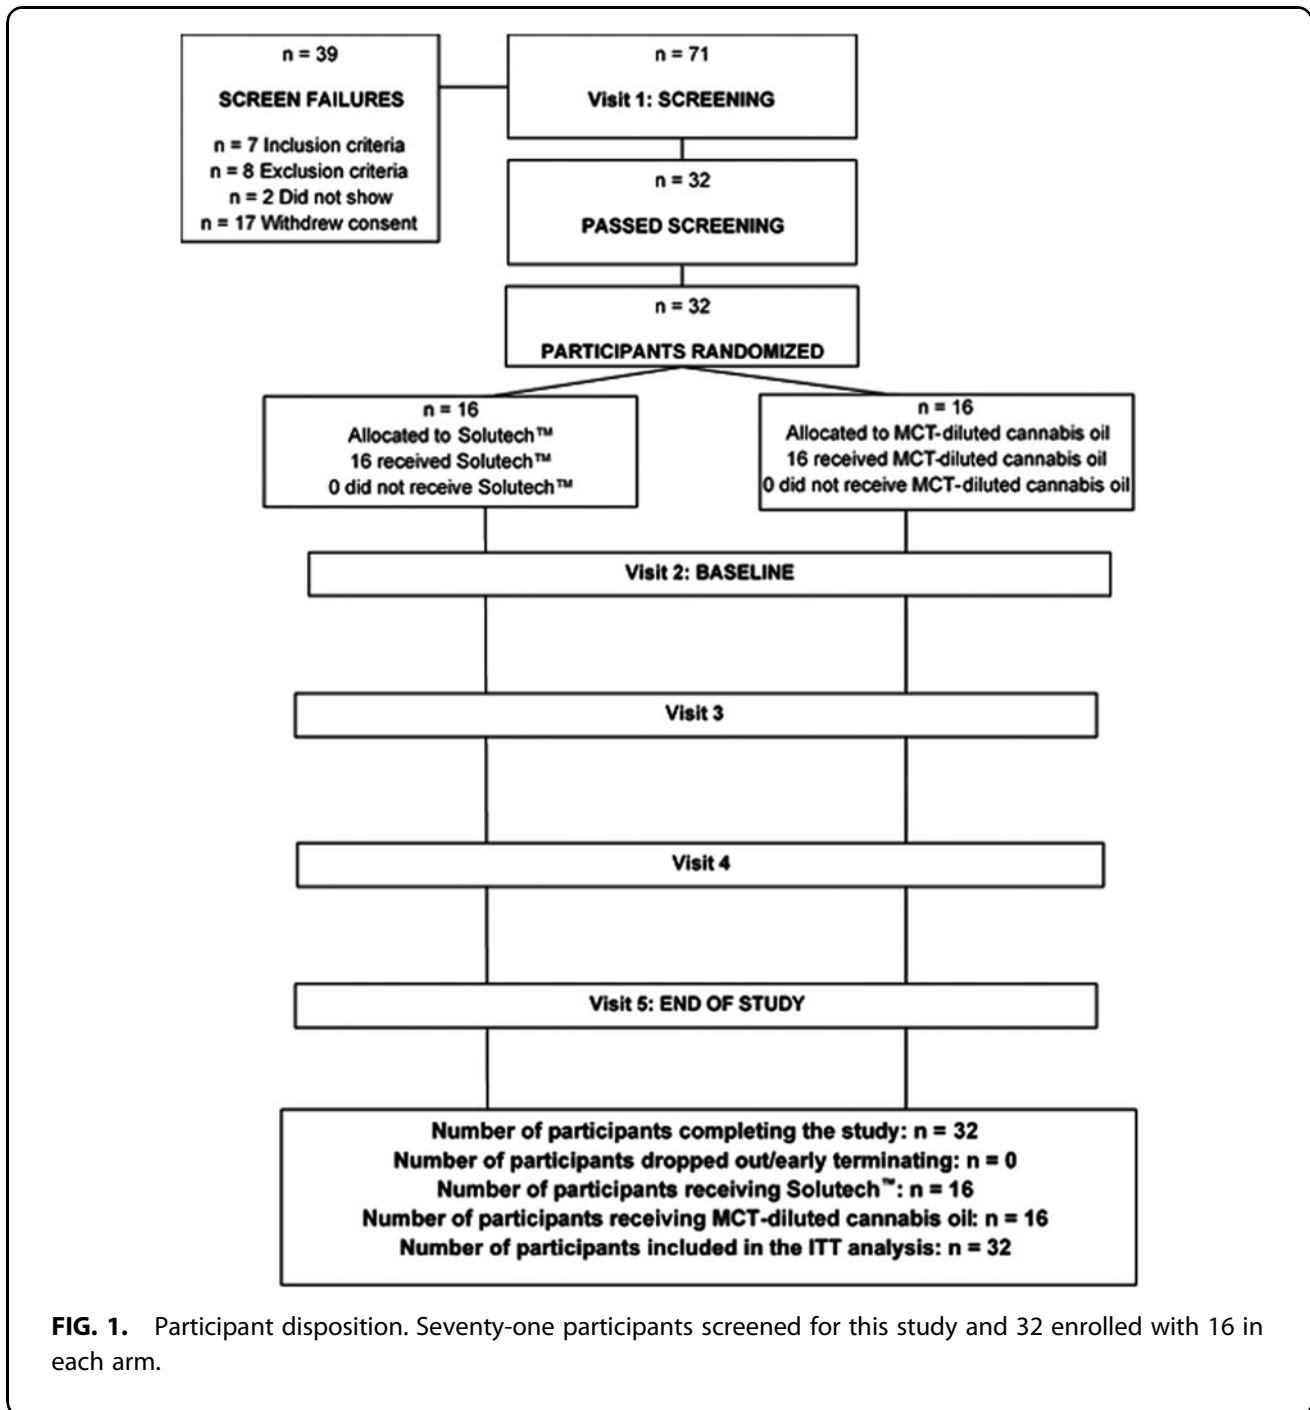 n = 39
SCREEN FAILURES
n = 7 Inclusion criteria
n = 8 Exclusion criteria
n = 2 Did not show
n = 17 Withdrew consent
n = 71
Visit 1: SCREENING
n = 32
PASSED SCREENING
n = 32
PARTICIPANTS RANDOMIZED
n = 16
Allocated to Solutech™
16 received Solutech™
0 did not receive Solutech™
n = 16
Allocated to MCT-diluted cannabis oil
16 received MCT-diluted cannabis oil
0 did not receive MCT-diluted cannabis oil
Visit 2: BASELINE
Visit 3
Visit 4
Visit 5: END OF STUDY
Number of participants completing the study: n = 32
Number of participants dropped out/early terminating: n = 0
Number of participants receiving Solutech™: n = 16
Number of participants receiving MCT-diluted cannabis oil: n = 16
Number of participants included in the ITT analysis: n = 32
FIG. 1. Participant disposition. Seventy-one participants screened for this study and 32 enrolled with 16 in
each arm.